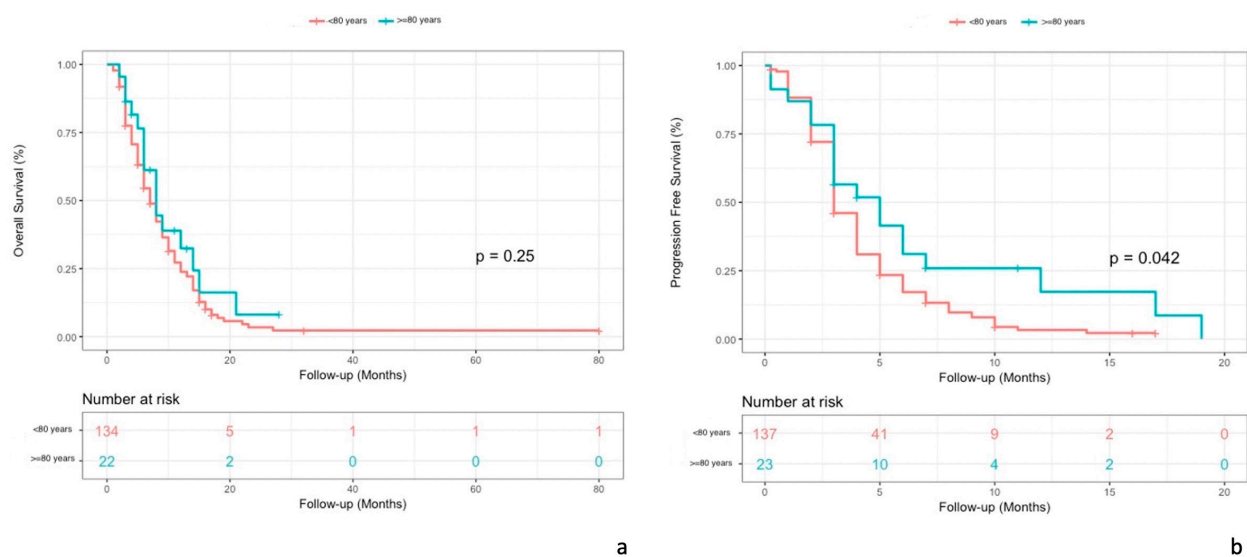 <80 years >=80 years
1.00
0.75
0.50
0.25
0.00
Overall Survival (%)
p = 0.25
0 20 40 60 80
Follow-up (Months)
Number at risk
<80 years 134 5 1 1 1
>=80 years 22 2 0 0 0
0 20 40 60 80
Follow-up (Months)
a
<80 years >=80 years
1.00
0.75
0.50
0.25
0.00
Progression Free Survival (%)
p = 0.042
0 5 10 15 20
Follow-up (Months)
Number at risk
<80 years 137 41 9 2 0
>=80 years 23 10 4 2 0
0 5 10 15 20
Follow-up (Months)
b